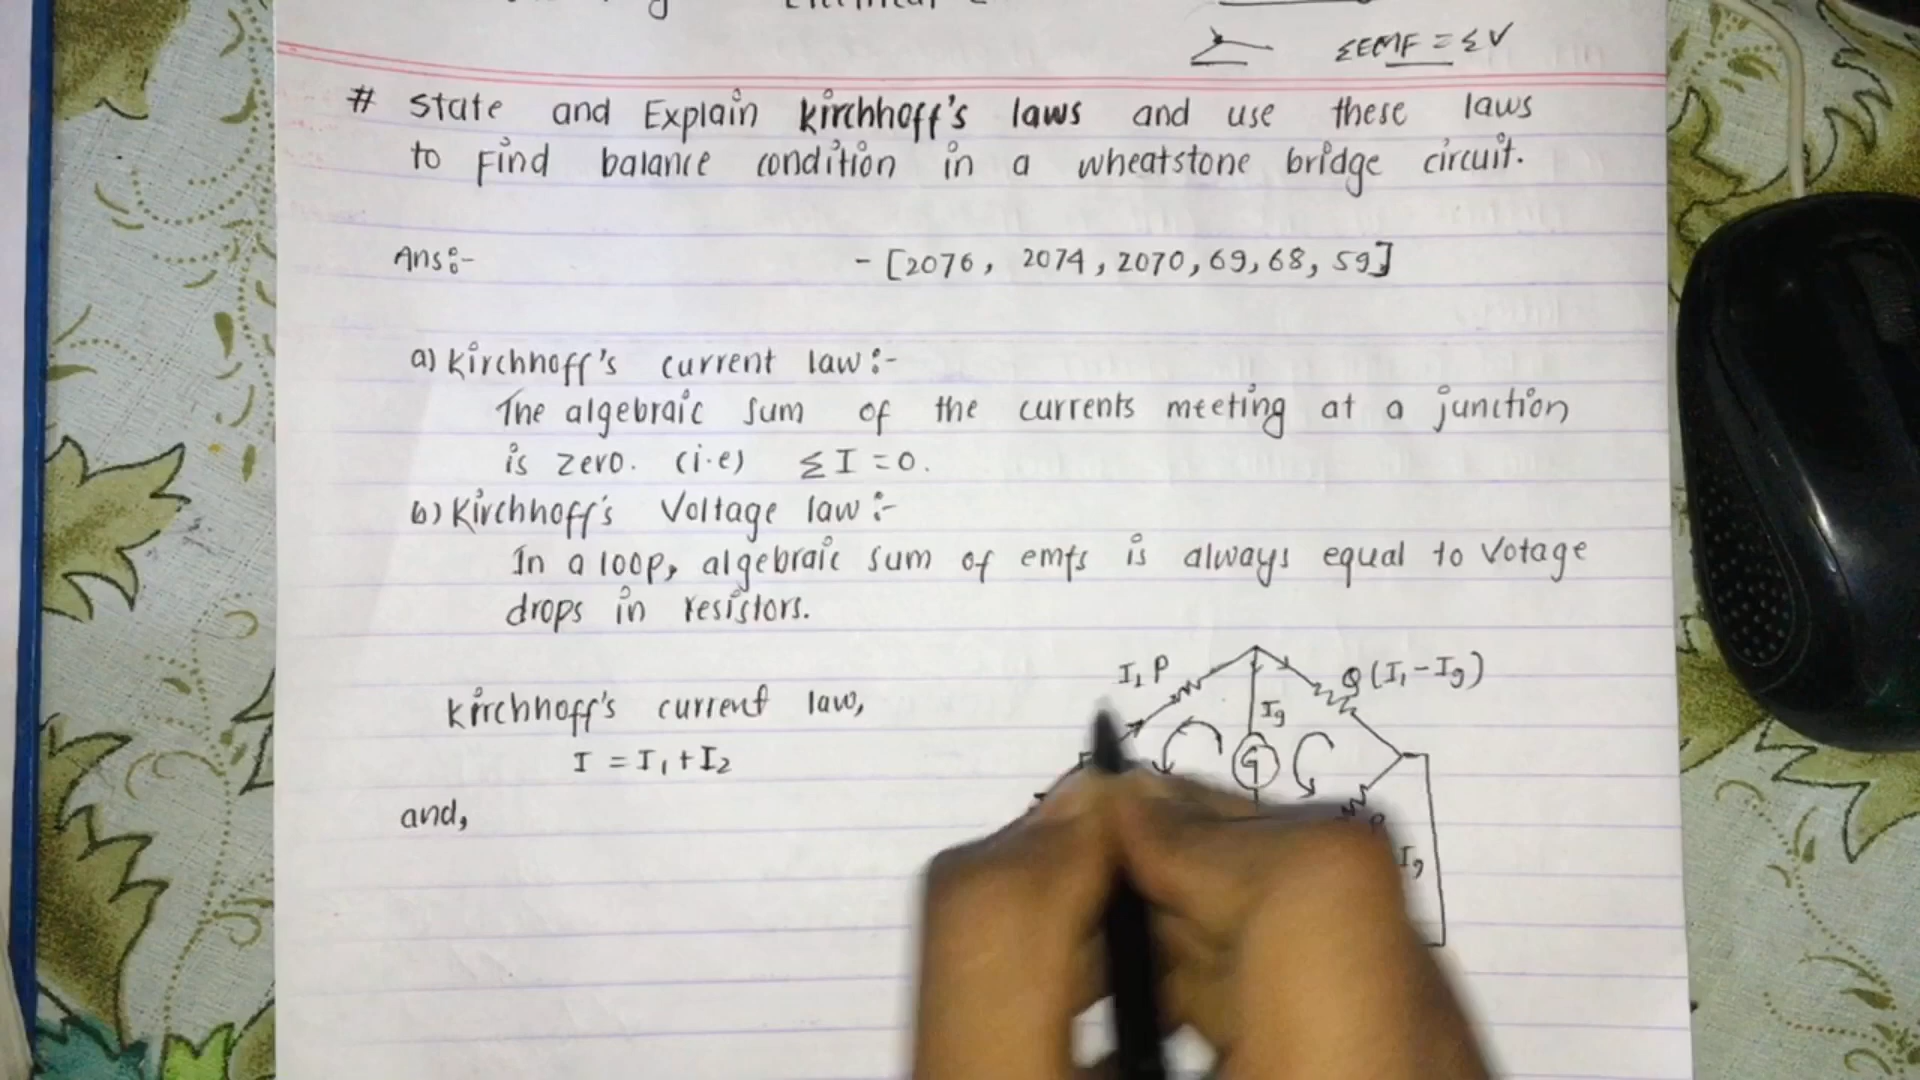 ΣEMF = ΣV
# State and Explain Kirchhoff's laws and use these laws
to Find balance condition in a wheatstone bridge circuit.
Ans:-
- [2076, 2074, 2070, 69, 68, 59]
a) Kirchhoff's current law:-
The algebraic sum of the currents meeting at a junction
is zero. (i.e) ΣI = 0.
b) Kirchhoff's Voltage law:-
In a loop, algebraic sum of emfs is always equal to Votage
drops in resistors.
I₁ P
Q (I₁ - Ig)
Kirchhoff's current law,
Ig
I = I₁ + I₂
G
and,
Ig